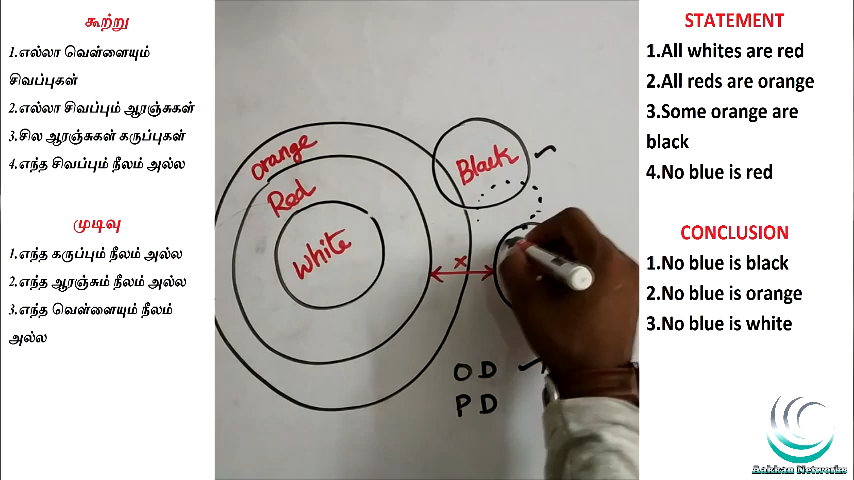 கூற்று
1.எல்லா வெள்ளையும்
சிவப்புகள்
2.எல்லா சிவப்பும் ஆரஞ்சுகள்
3.சில ஆரஞ்சுகள் கருப்புகள்
4.எந்த சிவப்பும் நீலம் அல்ல
முடிவு
1.எந்த கருப்பும் நீலம் அல்ல
2.எந்த ஆரஞ்சும் நீலம் அல்ல
3.எந்த வெள்ளையும் நீலம்
அல்ல
orange
Red
White
Black
x
OD
PD
STATEMENT
1.All whites are red
2.All reds are orange
3.Some orange are
black
4.No blue is red
CONCLUSION
1.No blue is black
2.No blue is orange
3.No blue is white
Aakkan Networks